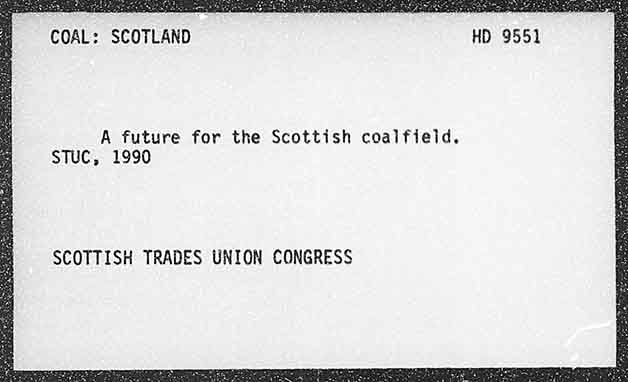 COAL: SCOTLAND HD 9551
A future for the Scottish coalfield.
STUC, 1990
SCOTTISH TRADES UNION CONGRESS